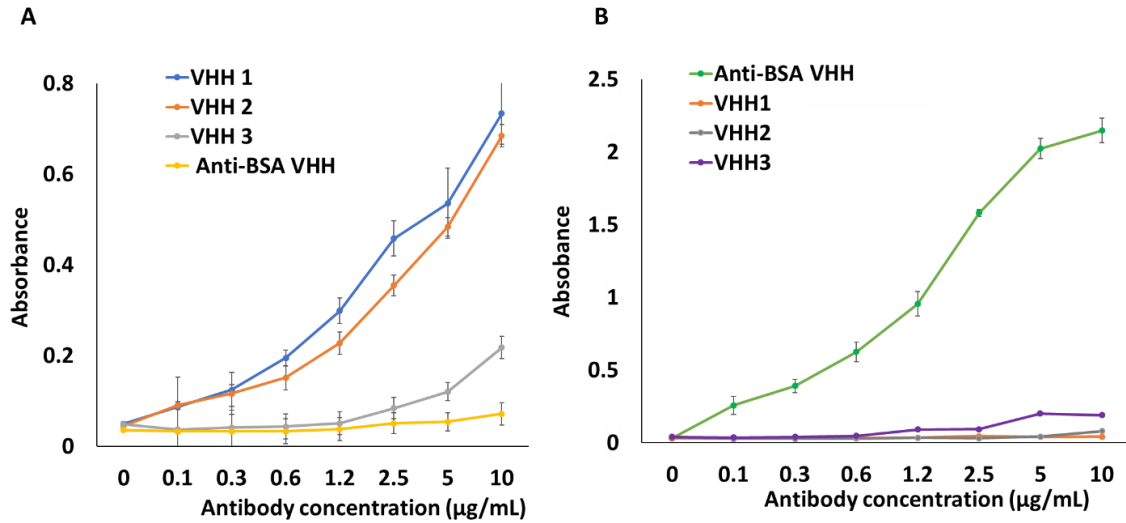 A
VHH 1
VHH 2
VHH 3
Anti-BSA VHH
0.8
0.6
0.4
0.2
0
Absorbance
0 0.1 0.3 0.6 1.2 2.5 5 10
Antibody concentration (µg/mL)
B
Anti-BSA VHH
VHH1
VHH2
VHH3
2.5
2
1.5
1
0.5
0
Absobance
0 0.1 0.3 0.6 1.2 2.5 5 10
Antibody concentration (µg/mL)